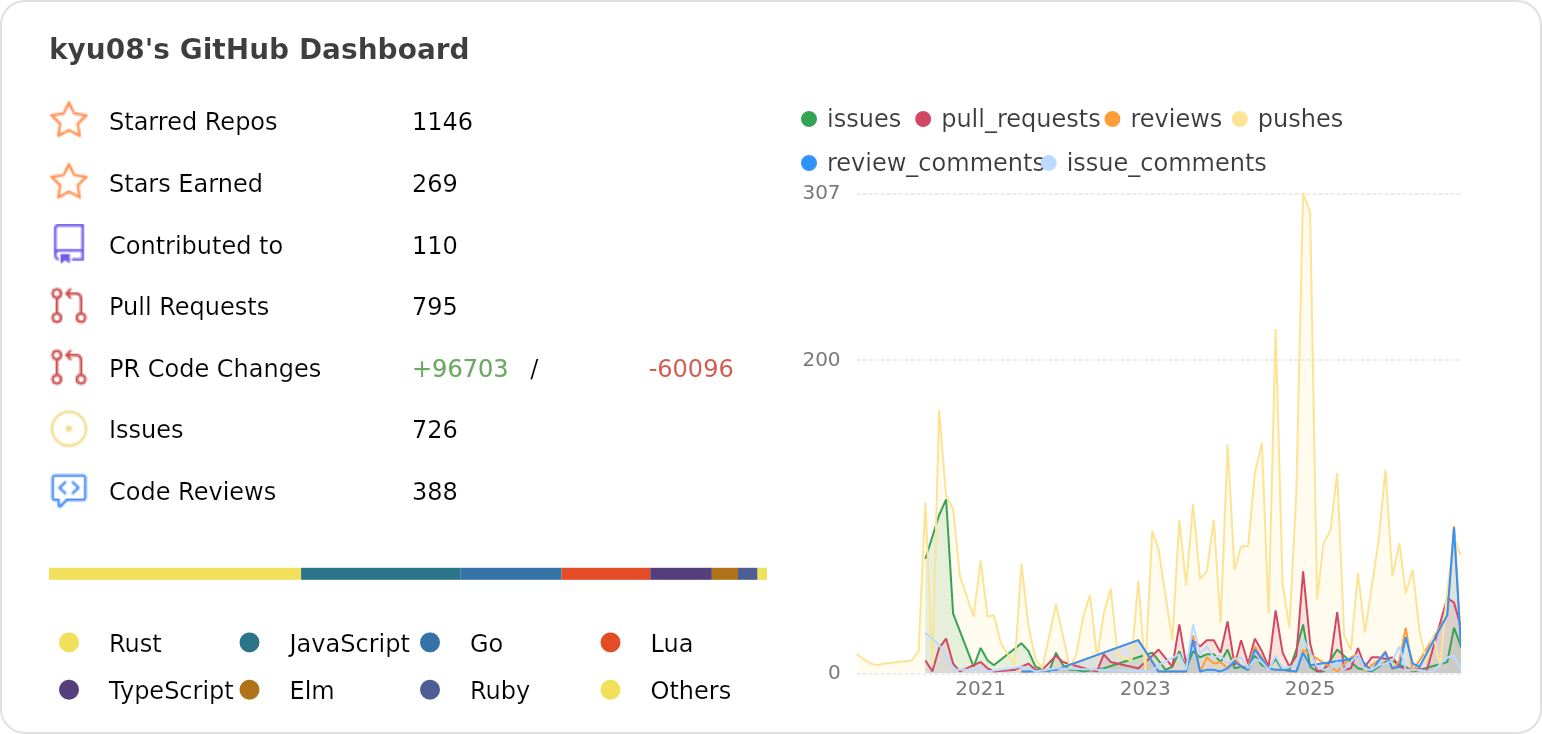 kyu08's GitHub Dashboard
Starred Repos 1146
Stars Earned 269
Contributed to 110
Pull Requests 795
PR Code Changes +96703 / -60096
Issues 726
Code Reviews 388
Rust JavaScript Go Lua
TypeScript Elm Ruby Others
issues pull_requests reviews pushes
review_comments issue_comments
307
200
0
2021 2023 2025